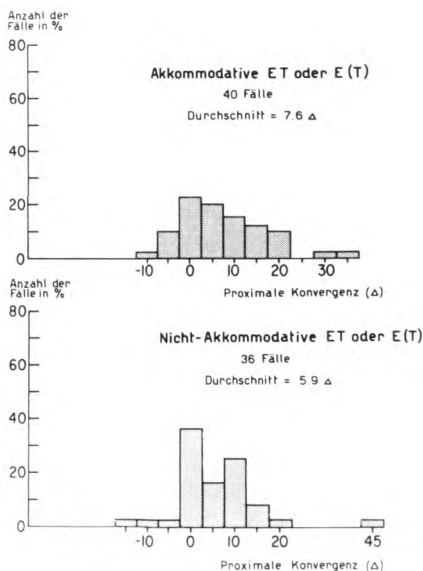 Anzahl der
Fälle in %
80
60
40
20
0
Akkommodative ET oder E(T)
40 Fälle
Durchschnitt = 7.6 Δ
-10 0 10 20 30
Proximale Konvergenz (Δ)
Anzahl der
Fälle in %
80
60
40
20
0
Nicht-Akkommodative ET oder E(T)
36 Fälle
Durchschnitt = 5.9 Δ
-10 0 10 20 45
Proximale Konvergenz (Δ)